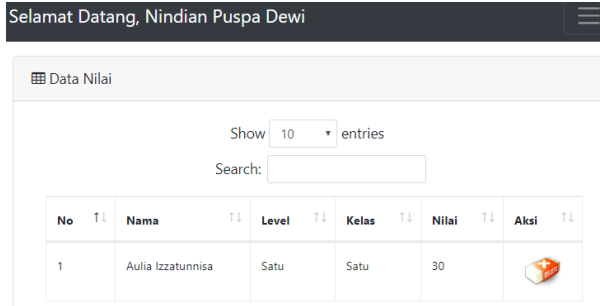 Selamat Datang, Nindian Puspa Dewi
Data Nilai
Show 10 entries
Search:
No Nama Level Kelas Nilai Aksi
1 Aulia Izzatunnisa Satu Satu 30